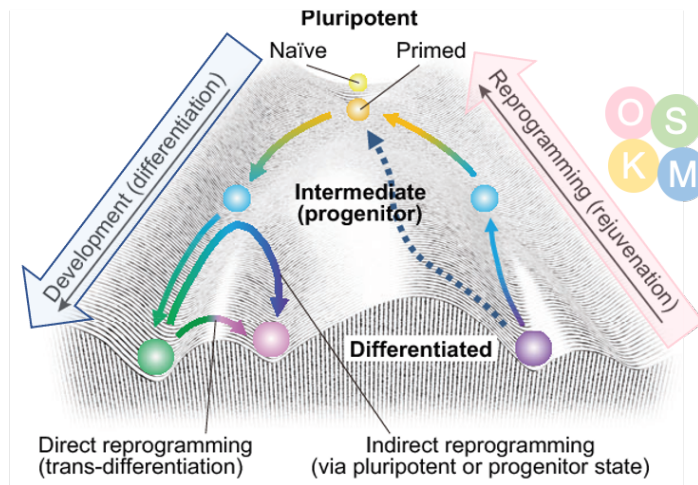 Pluripotent
Naïve
Primed
Development (differentiation)
Reprogramming (rejuvenation)
O
S
K
M
Intermediate
(progenitor)
Differentiated
Direct reprogramming
(trans-differentiation)
Indirect reprogramming
(via pluripotent or progenitor state)